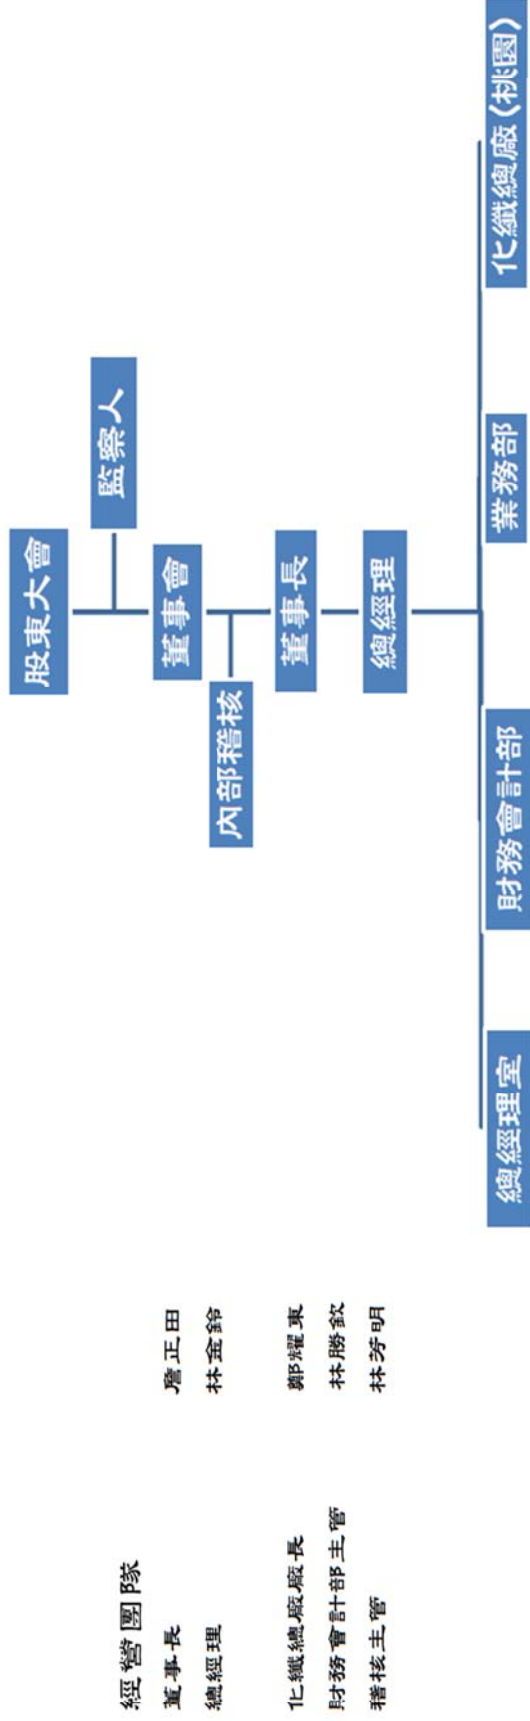 經營團隊
董事長 詹正田
總經理 林金鈴
化纖總廠廠長 鄭耀東
財務會計部主管 林勝欽
稽核主管 林芳明
股東大會
監察人
董事會
內部稽核
董事長
總經理
總經理室
財務會計部
業務部
化纖總廠(桃園)